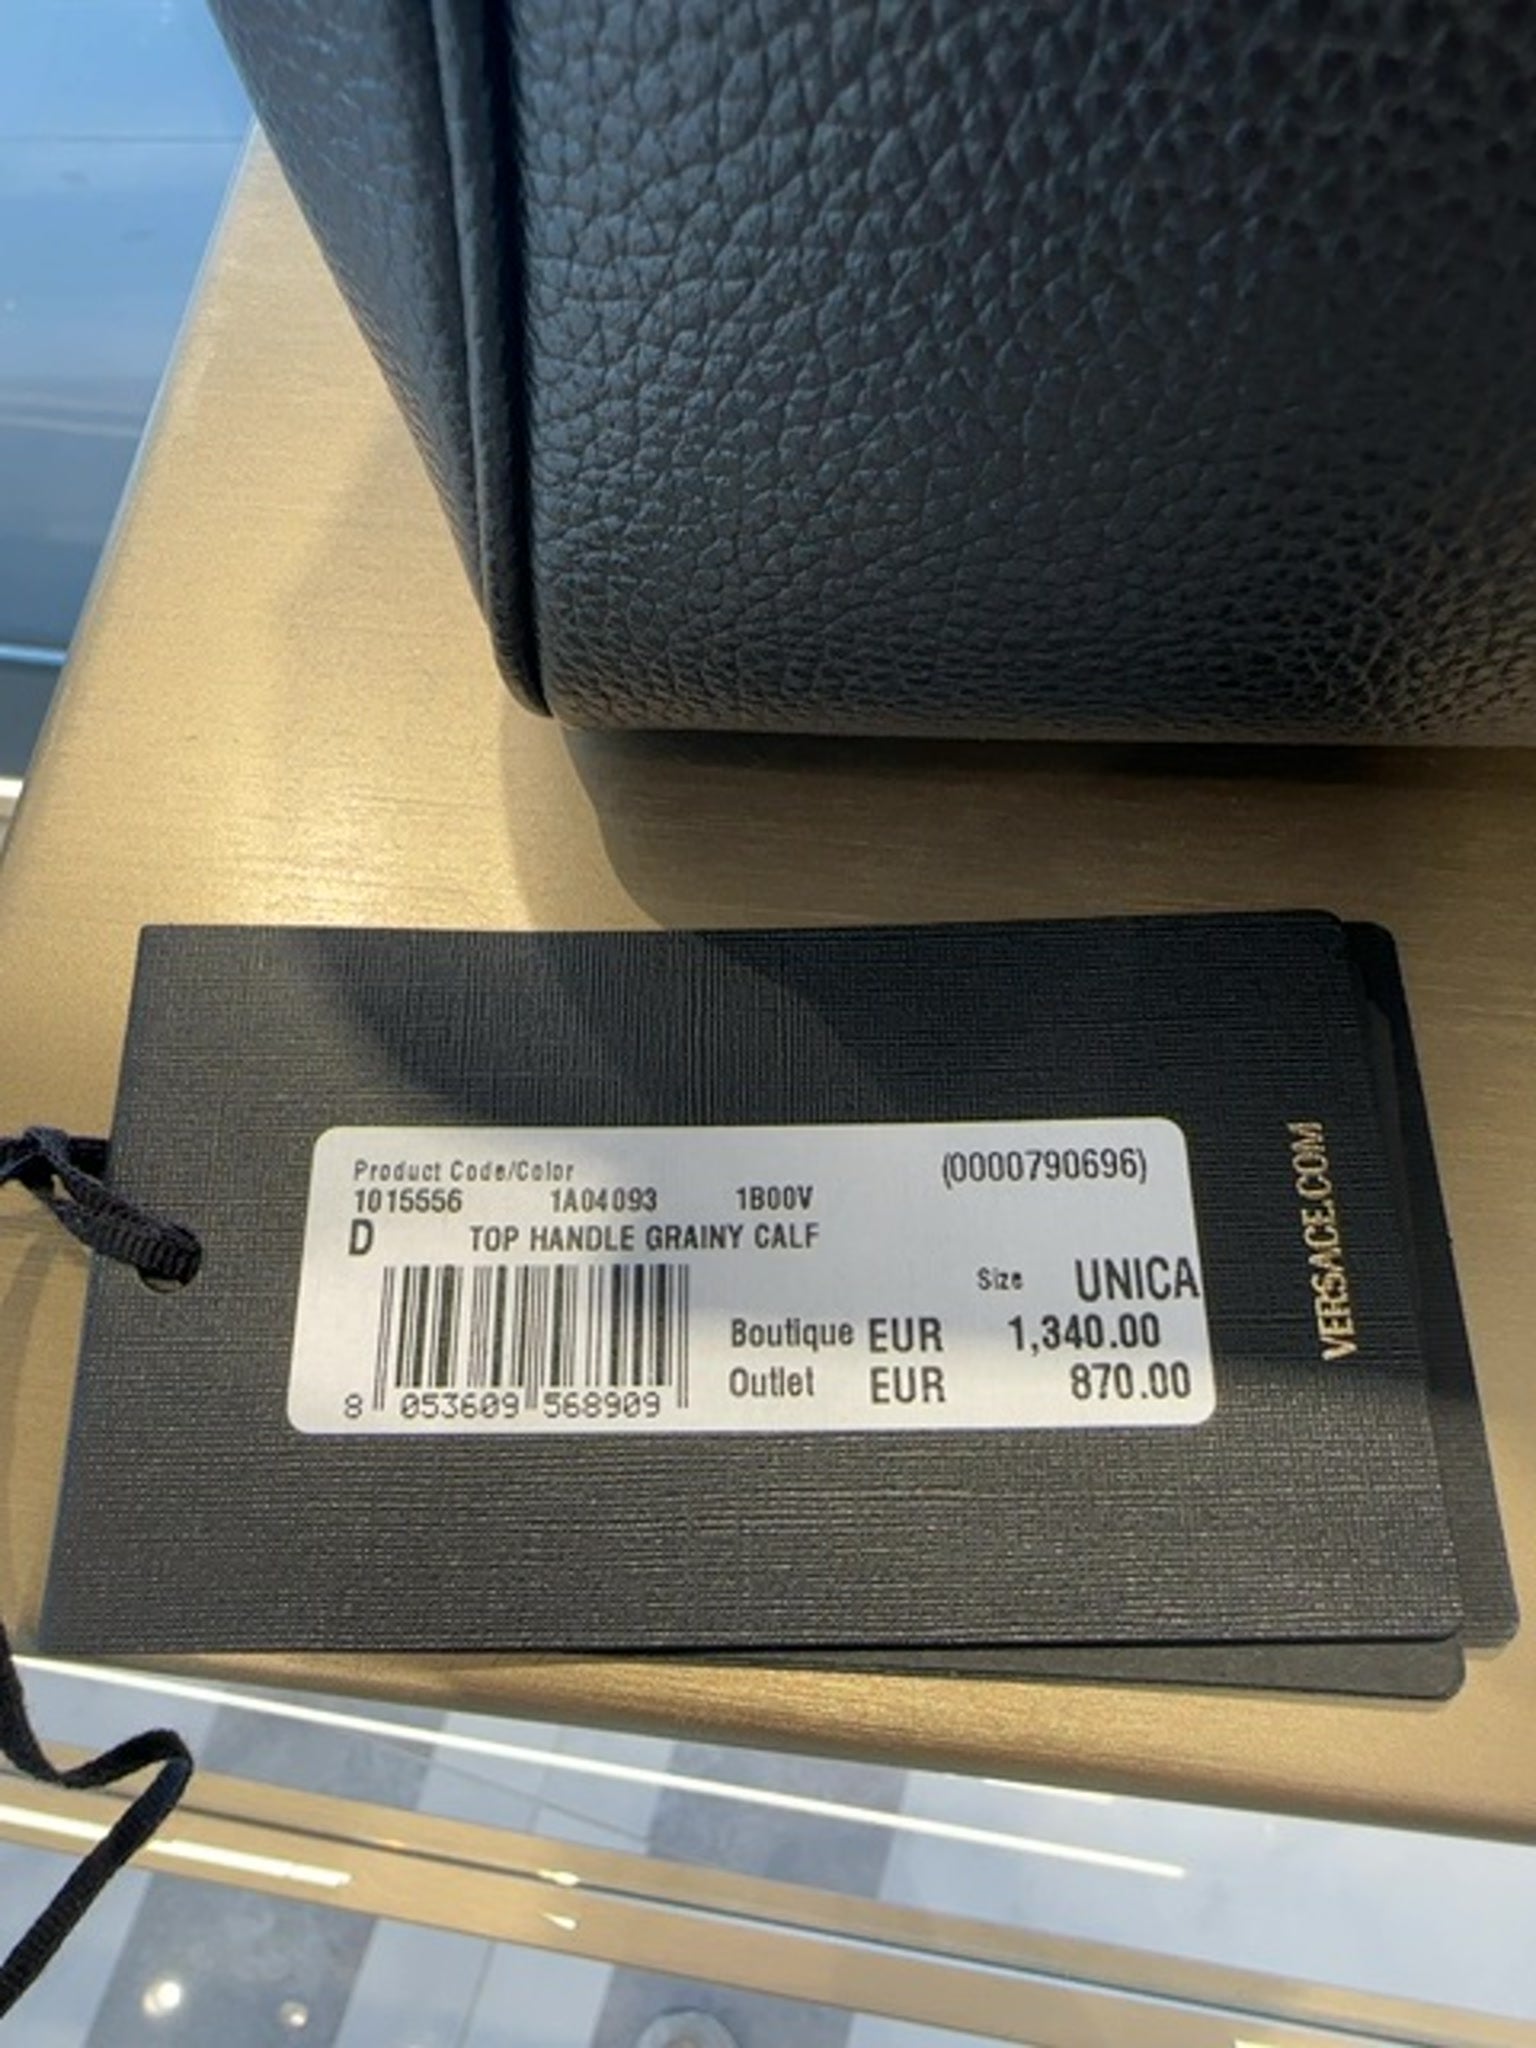 Product Code/Color (0000790696)
1015556 1A04093 1B00V
D TOP HANDLE GRAINY CALF
Size UNICA
Boutique EUR 1,340.00
Outlet EUR 870.00
8 053609 568909
VERSACE.COM